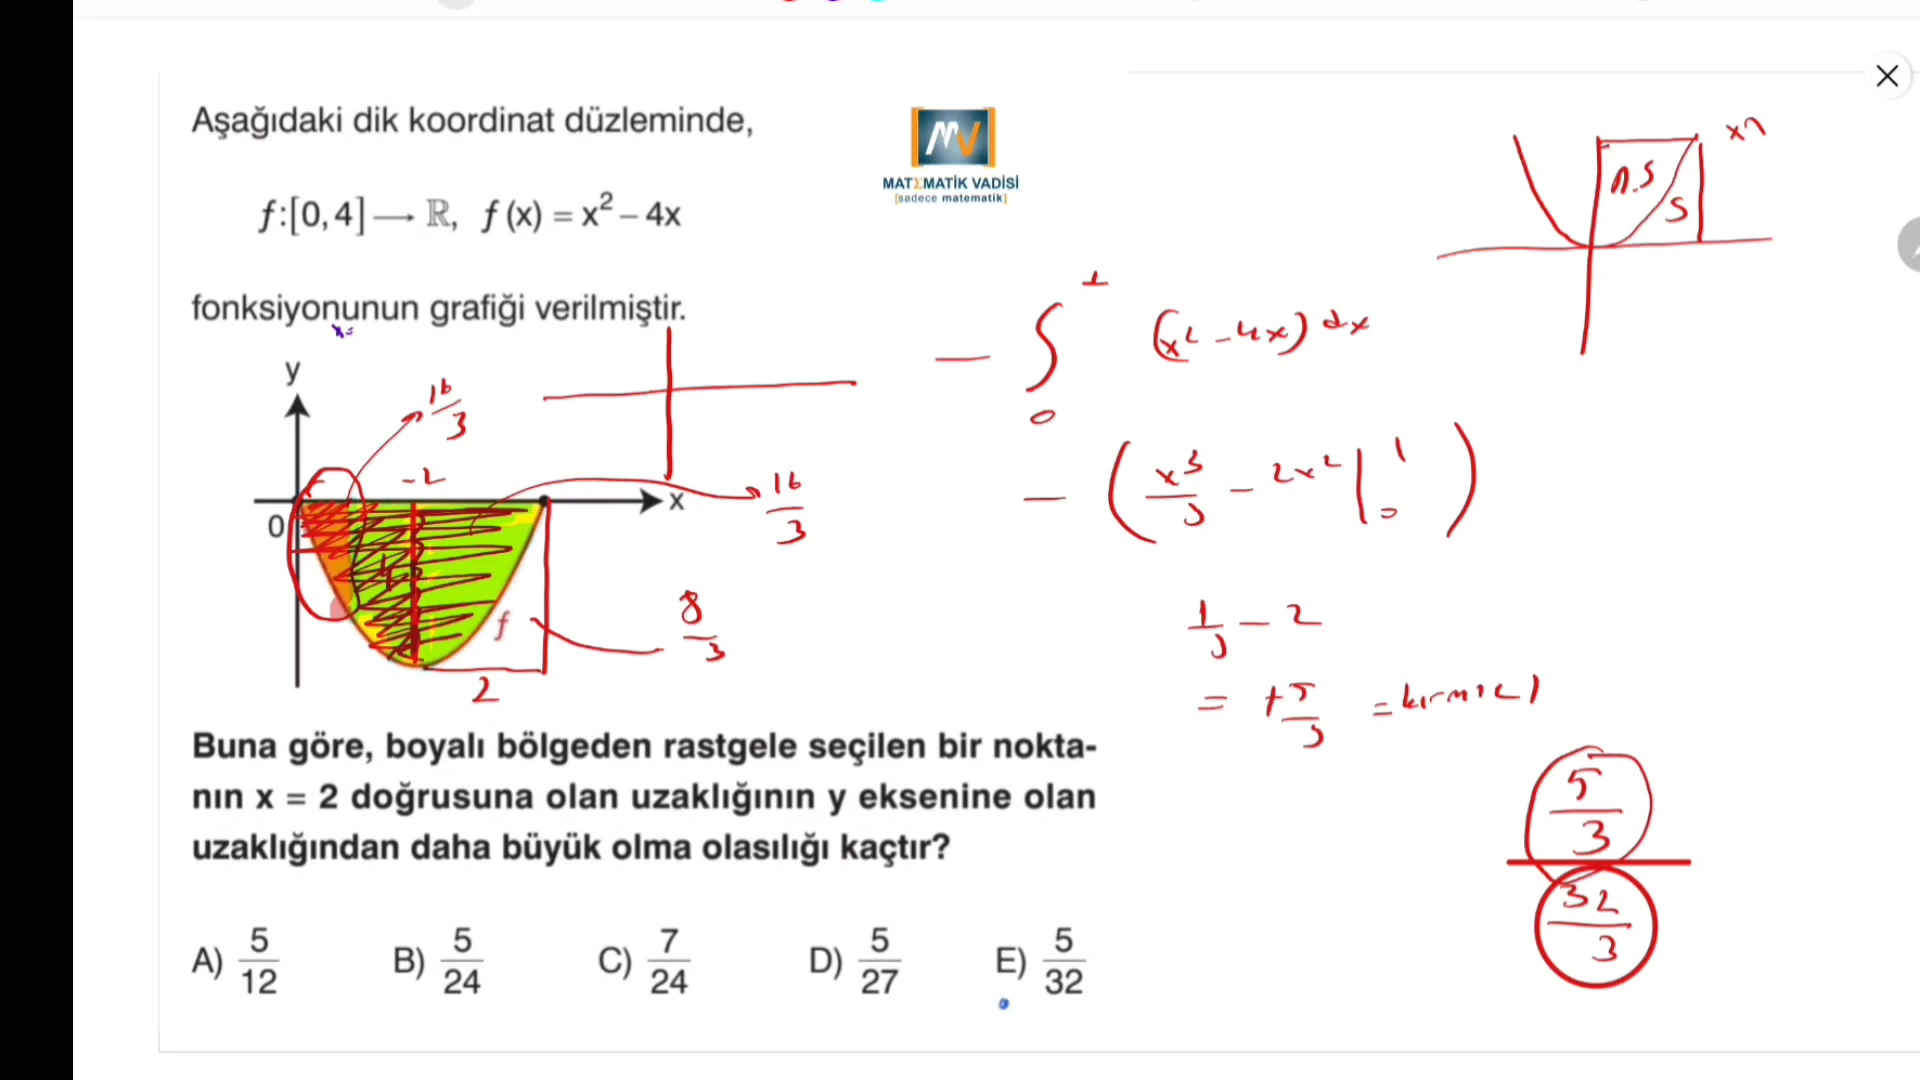 Aşağıdaki dik koordinat düzleminde,
MATΣMATİK VADİSİ
[sadece matematik]
f:[0,4] → ℝ, f(x) = x² – 4x
fonksiyonunun grafiği verilmiştir.
x=
y
16/3
-2
x
0
16/3
f
8/3
2
n.S
S
xⁿ
– ∫₀¹ (x² – 4x) dx
– ( x³/3 – 2x² |₀¹ )
1/3 – 2
= +5/3 = kırmızı
5/3
32/3
Buna göre, boyalı bölgeden rastgele seçilen bir nokta-
nın x = 2 doğrusuna olan uzaklığının y eksenine olan
uzaklığından daha büyük olma olasılığı kaçtır?
A) 5/12 B) 5/24 C) 7/24 D) 5/27 E) 5/32